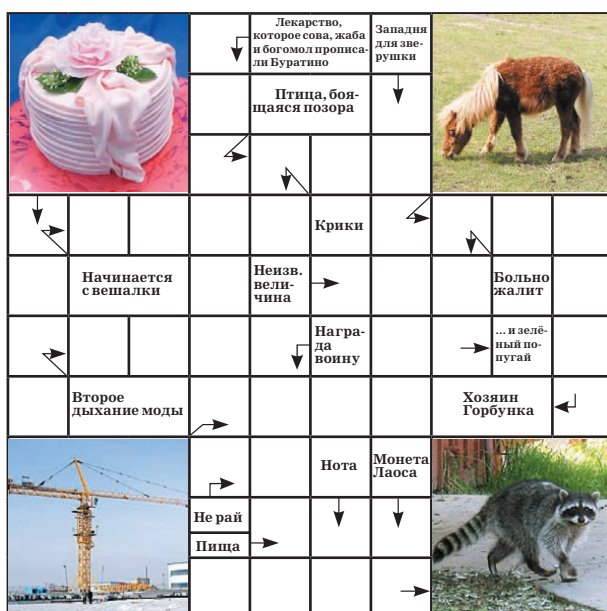 Лекарство,
которое сова, жаба
и богомол прописа-
ли Буратино
Западня
для зве-
рушки
Птица, боя-
щаяся позора
Крики
Начинается
с вешалки
Неизв.
вели-
чина
Больно
жалит
Награ-
да
воину
... и зелё-
ный по-
пугай
Второе
дыхание моды
Хозяин
Горбунка
Нота
Монета
Лаоса
Не рай
Пища